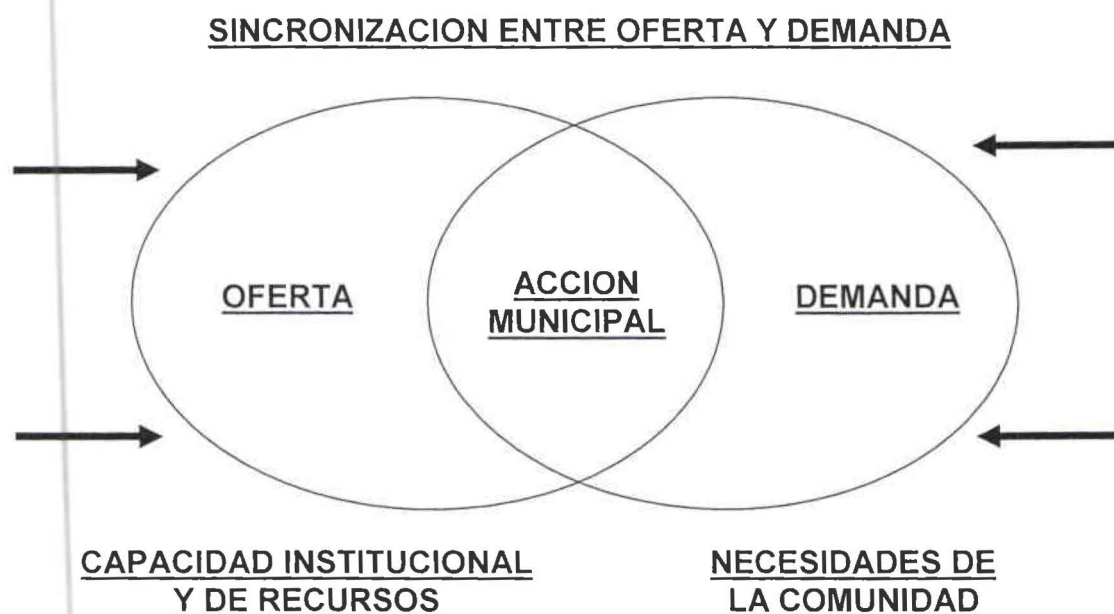 SINCRONIZACION ENTRE OFERTA Y DEMANDA
OFERTA
ACCION
MUNICIPAL
DEMANDA
CAPACIDAD INSTITUCIONAL
Y DE RECURSOS
NECESIDADES DE
LA COMUNIDAD